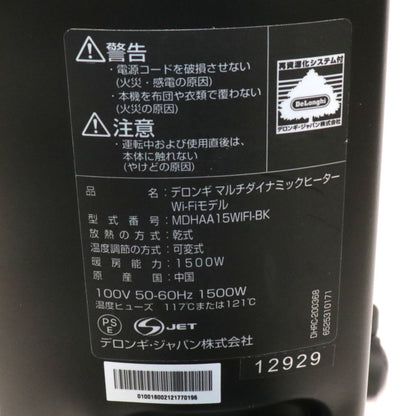 警告
・電源コードを破損させない
(火災・感電の原因)
・本機を布団や衣類で覆わない
(火災の原因)
注意
・運転中および使用直後は、
本体に触れない
(やけどの原因)
再資源化システム付
DeLonghi
デロンギ・ジャパン株式会社
品名:デロンギ マルチダイナミックヒーター
Wi-Fiモデル
型式番号:MDHAA15WIFI-BK
放熱の方式:乾式
温度調節の方式:可変式
暖房能力:1500W
原産国:中国
100V 50-60Hz 1500W
温度ヒューズ 117℃または121℃
PSE
JET
デロンギ・ジャパン株式会社
DHRC-200368
6525310171
12929
010018002121770196